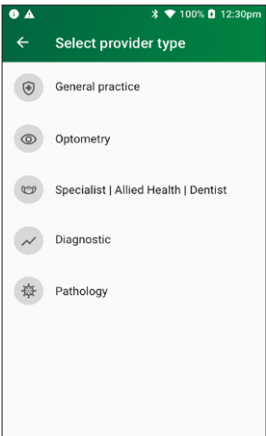 100% 12:30pm
Select provider type
General practice
Optometry
Specialist | Allied Health | Dentist
Diagnostic
Pathology